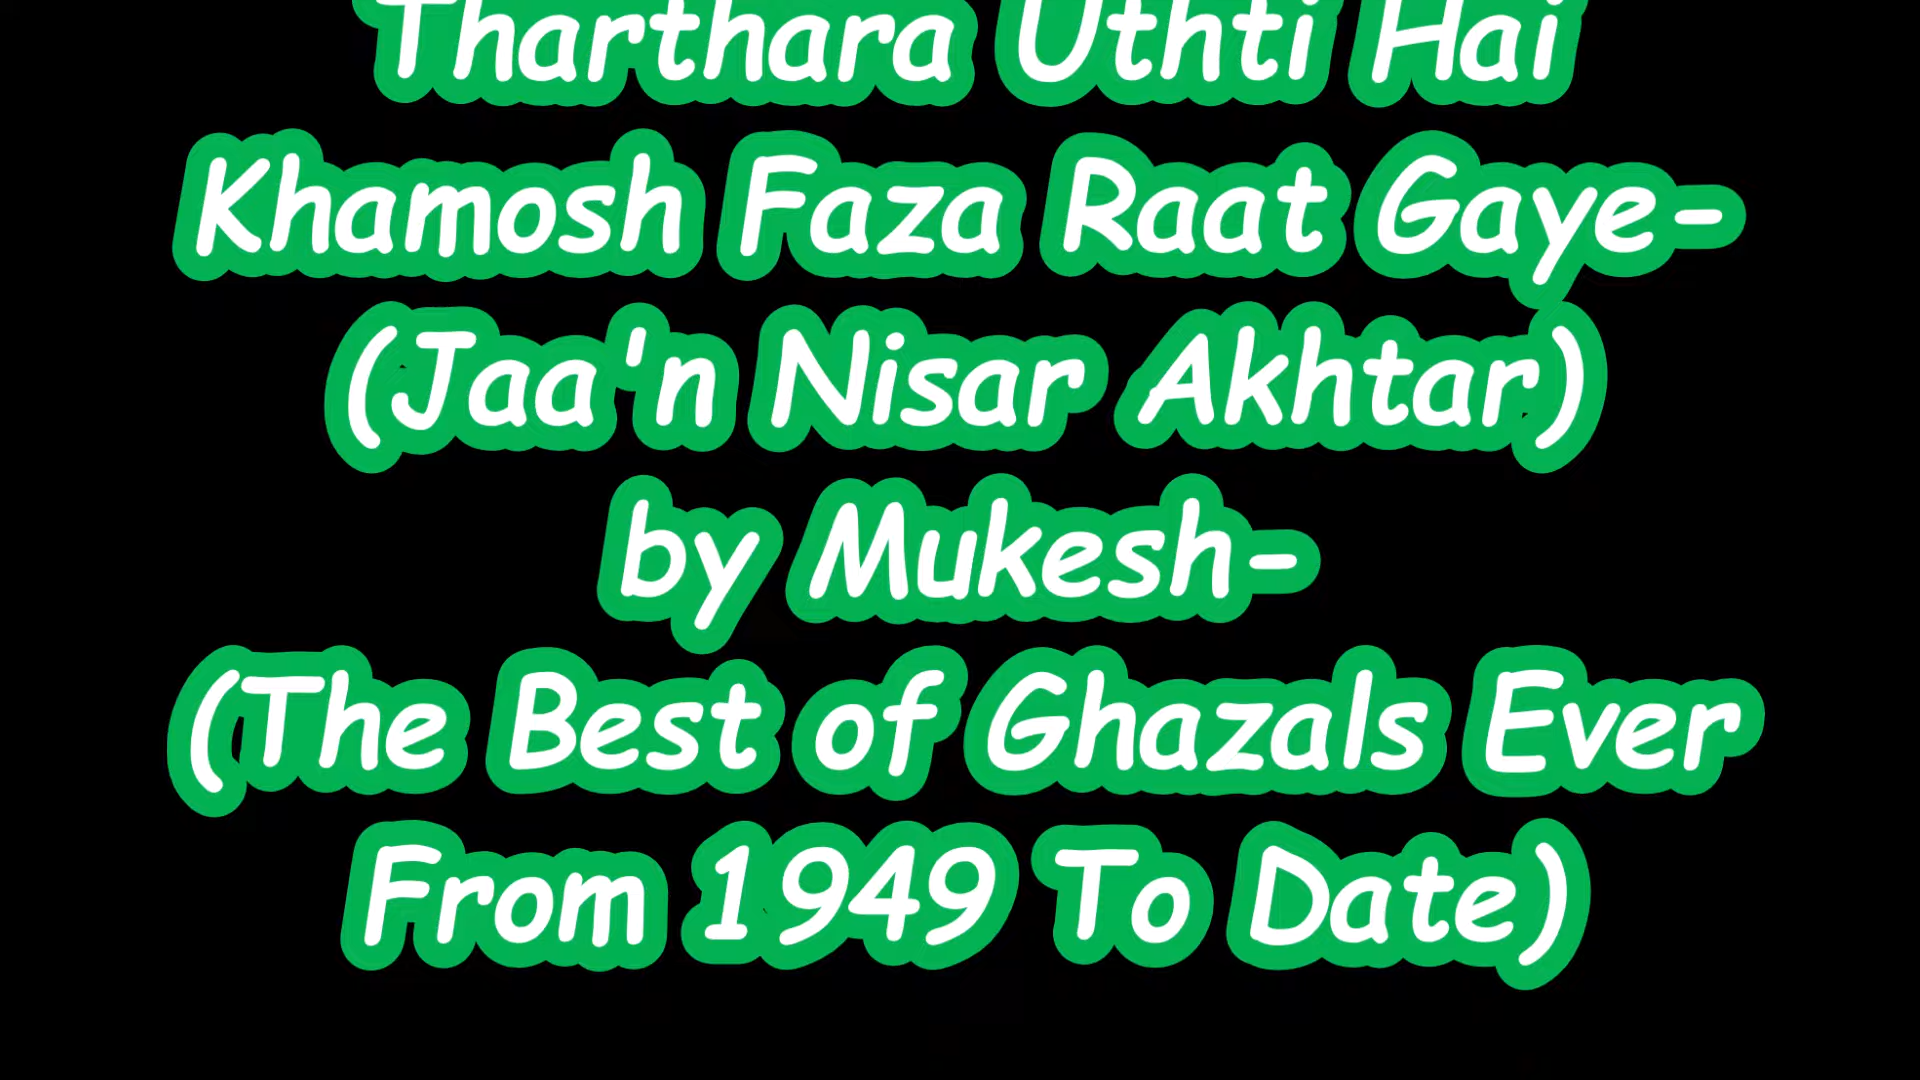 Tharthara Uthti Hai
Khamosh Faza Raat Gaye-
(Jaa'n Nisar Akhtar)
by Mukesh-
(The Best of Ghazals Ever
From 1949 To Date)